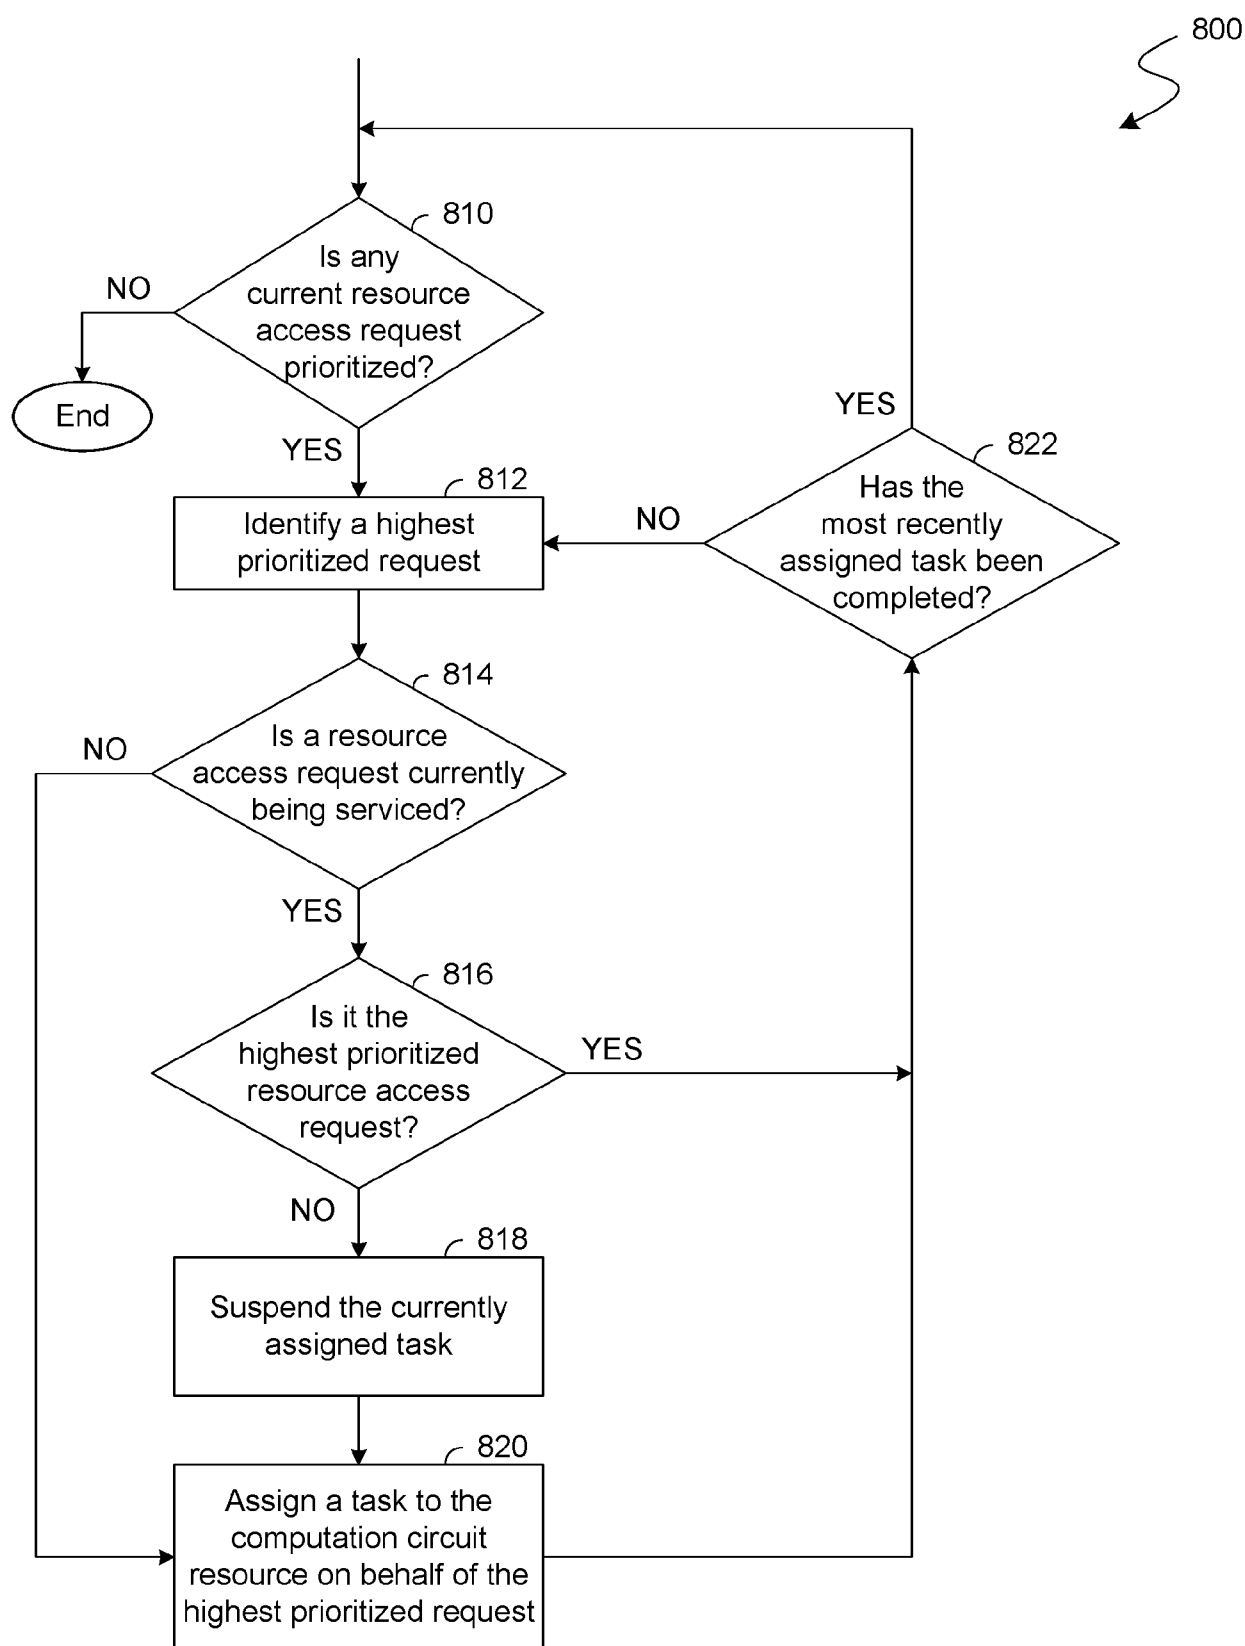 800
810
Is any
current resource
access request
prioritized?
NO
End
YES
YES
822
812
Identify a highest
prioritized request
NO
Has the
most recently
assigned task been
completed?
814
Is a resource
access request currently
being serviced?
NO
YES
816
Is it the
highest prioritized
resource access
request?
YES
NO
818
Suspend the currently
assigned task
820
Assign a task to the
computation circuit
resource on behalf of the
highest prioritized request